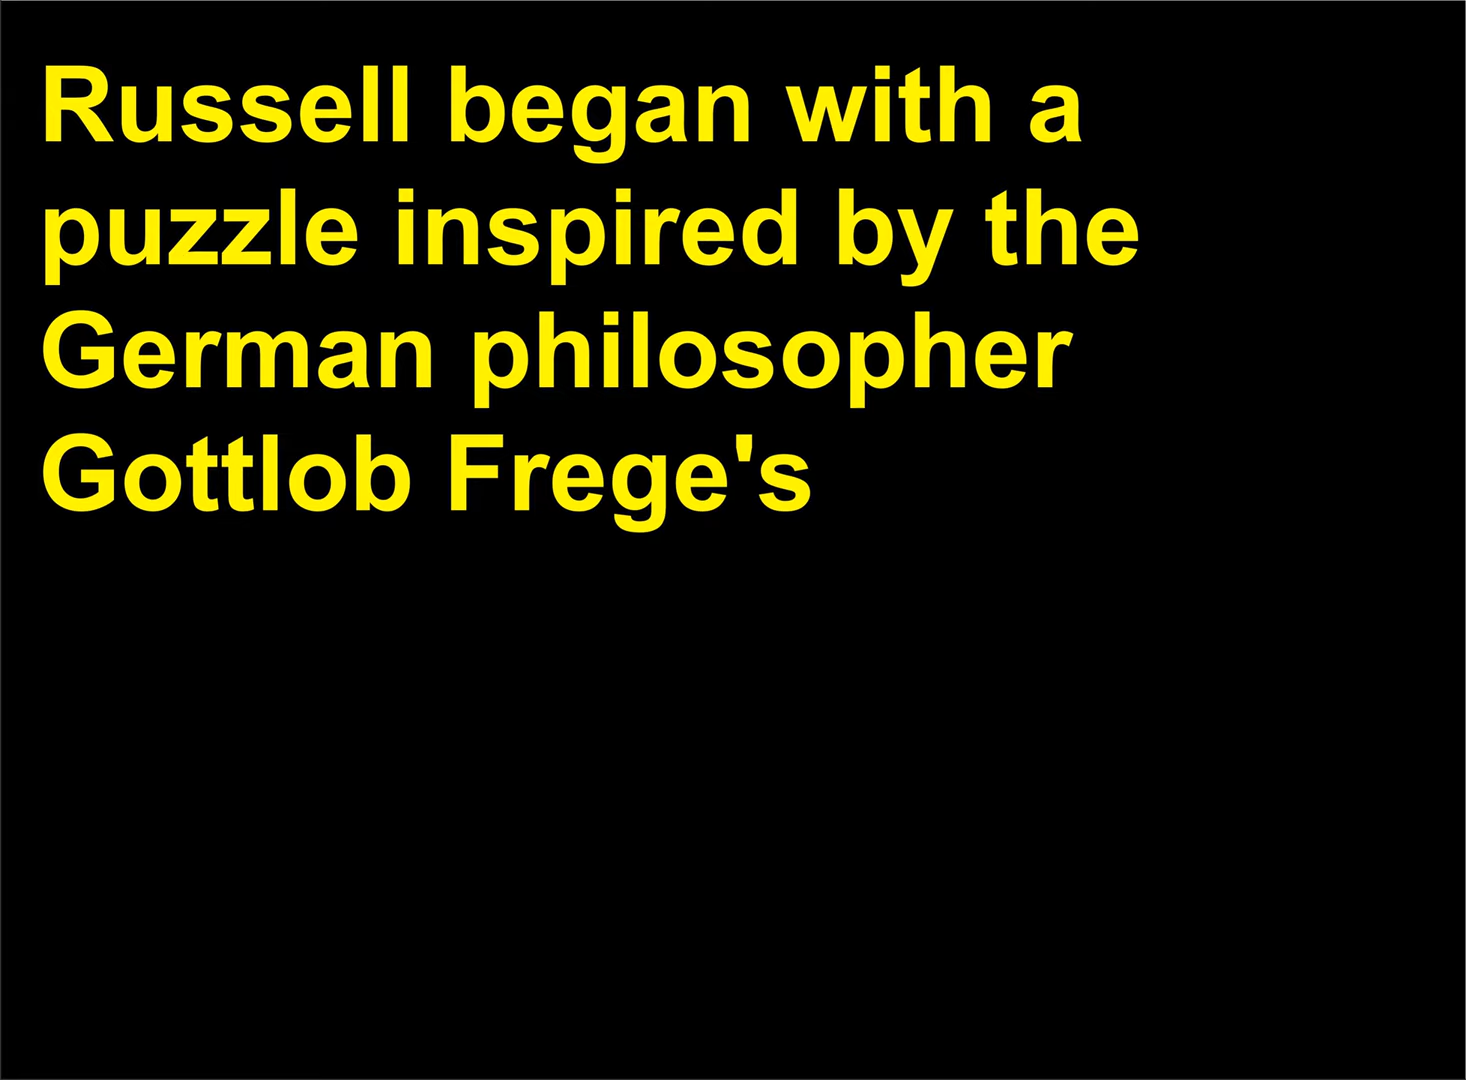 Russell began with a
puzzle inspired by the
German philosopher
Gottlob Frege's